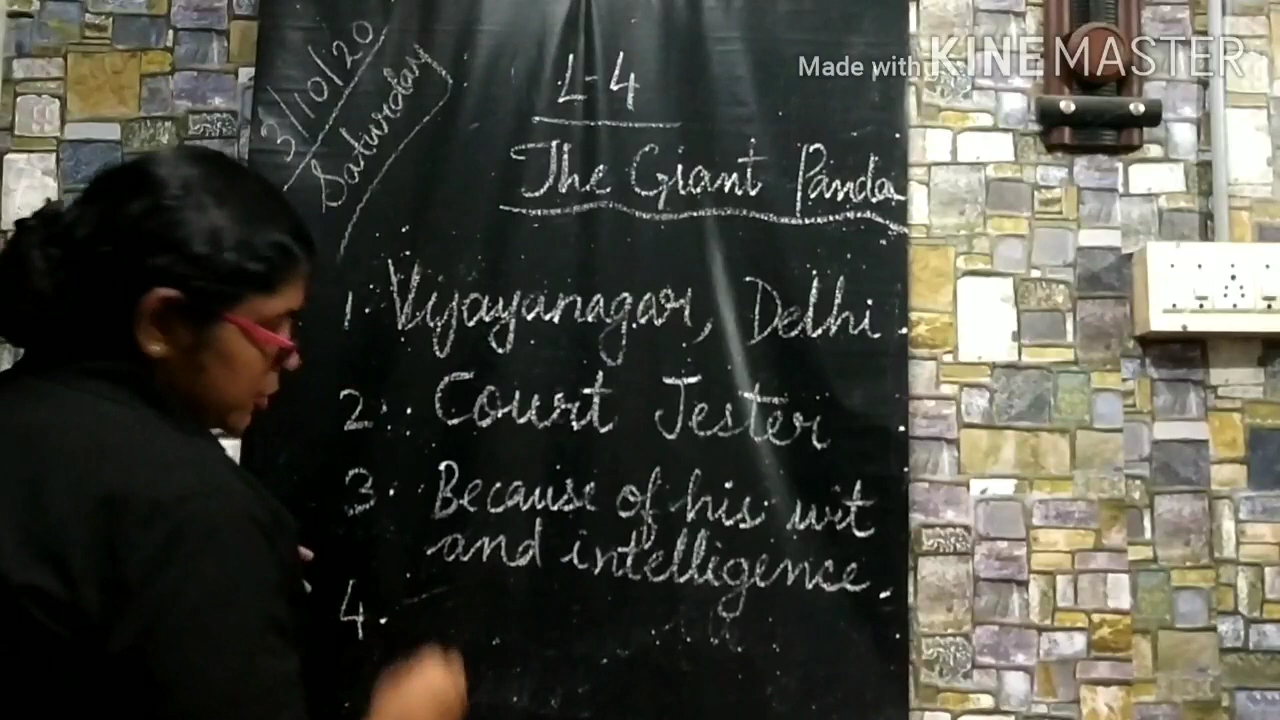 Made with KINEMASTER
3/10/20
Saturday
L-4
The Giant Panda
1. Vijayanagar, Delhi.
2. Court Jester
3. Because of his wit
and intelligence.
4.